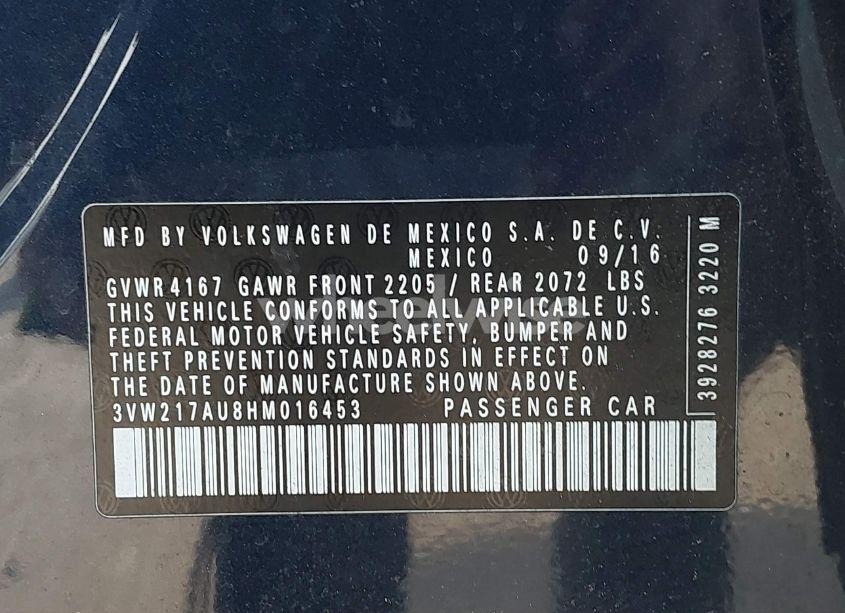 MFD BY VOLKSWAGEN DE MEXICO S.A. DE C.V.
MEXICO 09/16
GVWR 4167 GAWR FRONT 2205 / REAR 2072 LBS
THIS VEHICLE CONFORMS TO ALL APPLICABLE U.S.
FEDERAL MOTOR VEHICLE SAFETY, BUMPER AND
THEFT PREVENTION STANDARDS IN EFFECT ON
THE DATE OF MANUFACTURE SHOWN ABOVE.
3VW217AU8HM016453 PASSENGER CAR
3928276 3220 M
wheelwise